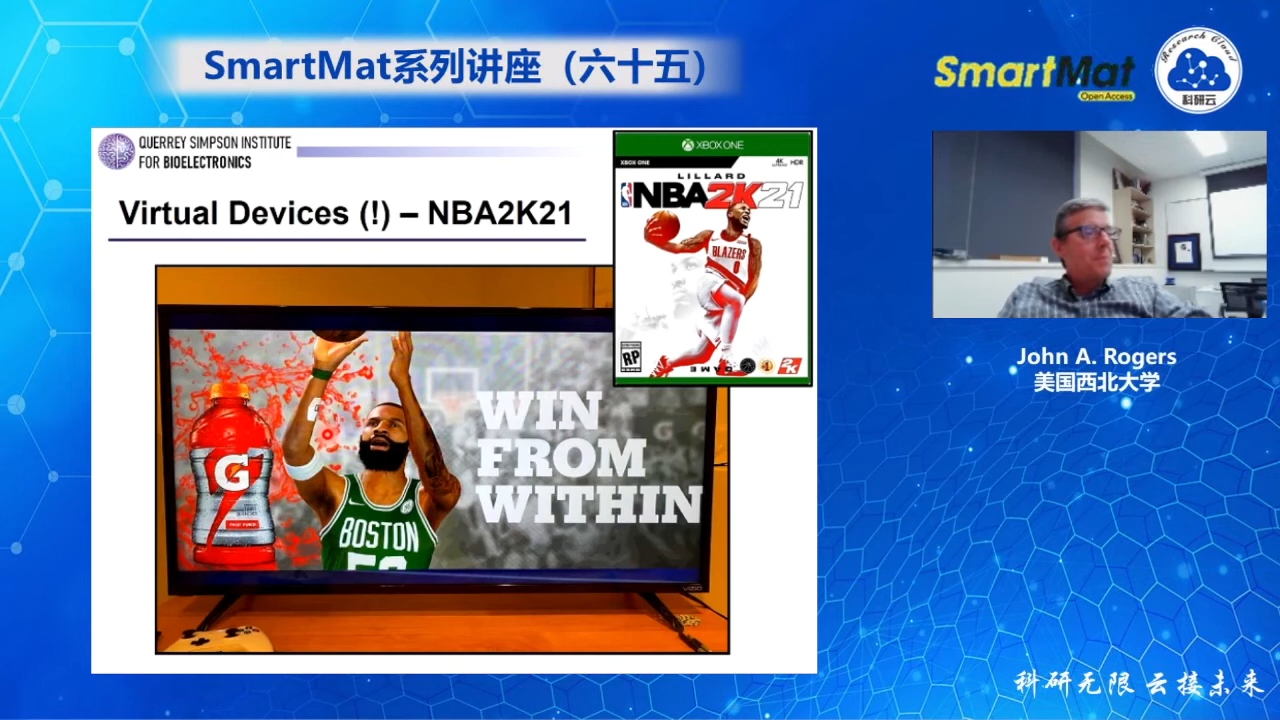 SmartMat系列讲座（六十五）
SmartMat
Open Access
Research Cloud
科研云
QUERREY SIMPSON INSTITUTE
FOR BIOELECTRONICS
Virtual Devices (!) – NBA2K21
XBOX ONE
XBOX ONE
4K
HDR
LILLARD
NBA2K21
BLAZERS
0
RP
2K
G
WIN
FROM
WITHIN
BOSTON
VIZIO
John A. Rogers
美国西北大学
科研无限 云接未来